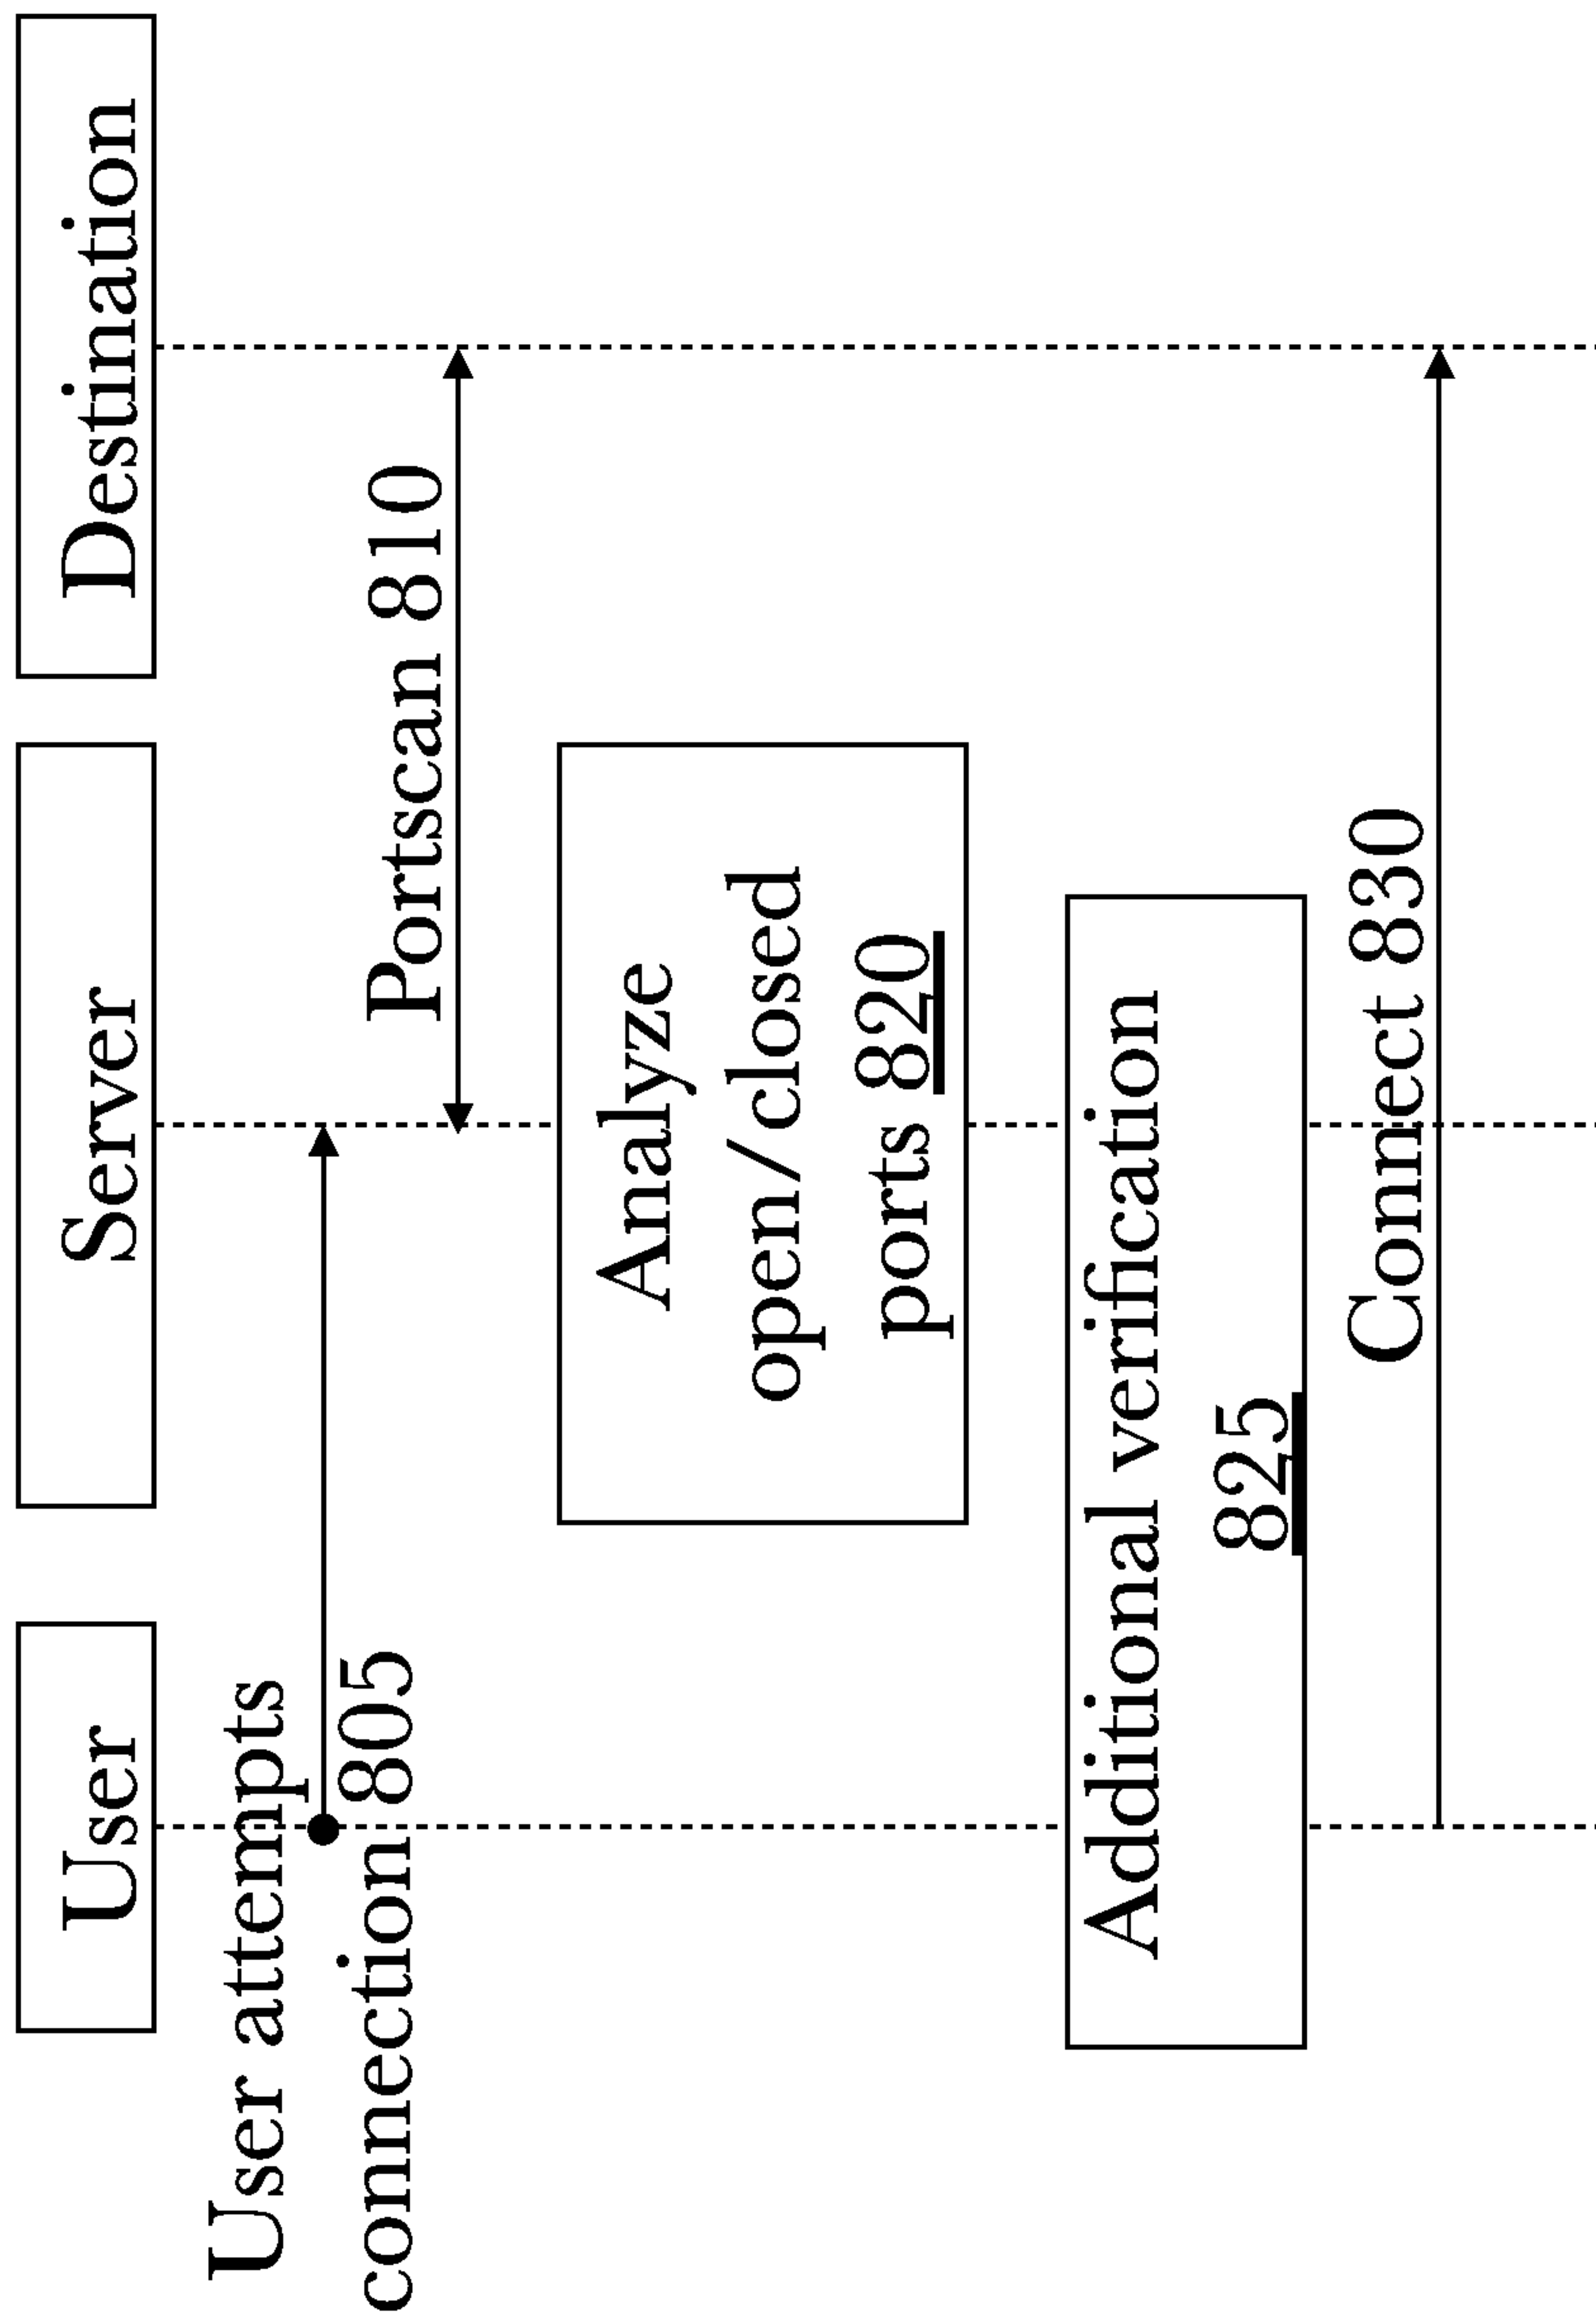 User
Server
Destination
User attempts
connection 805
Portscan 810
Analyze
open/closed
ports 820
Additional verification
825
Connect 830